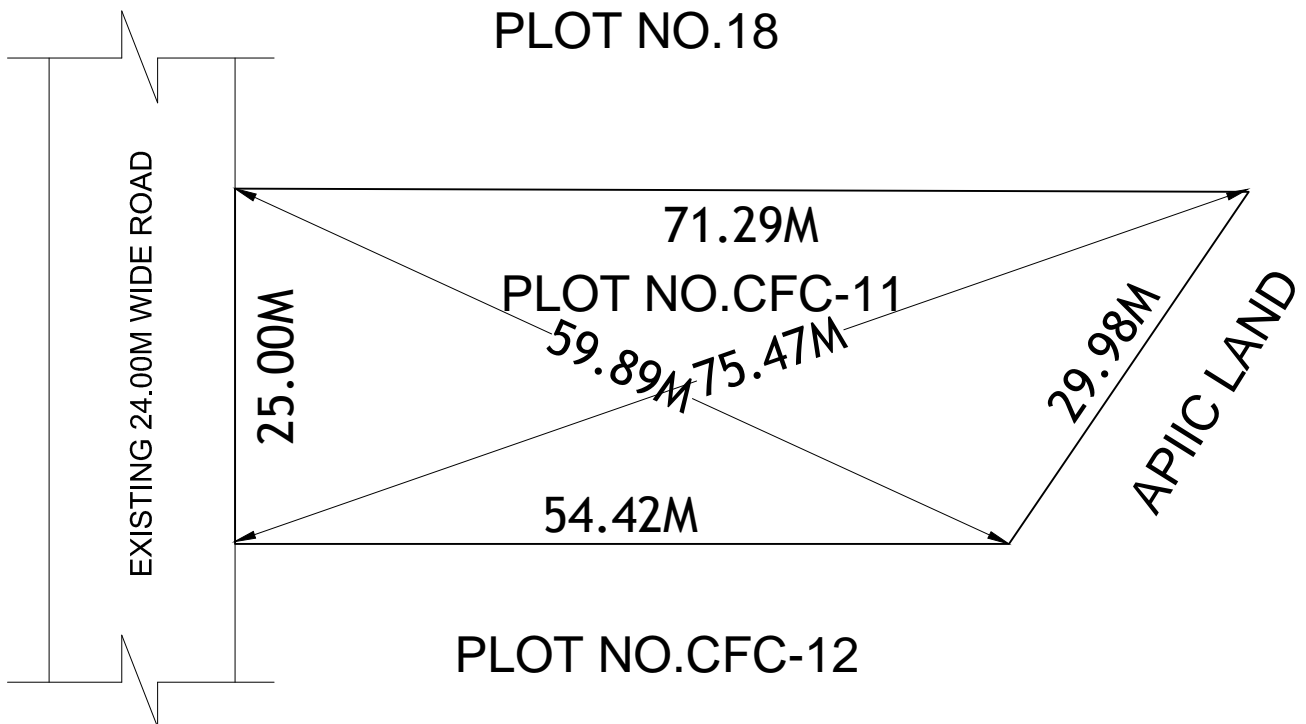 PLOT NO.18
EXISTING 24.00M WIDE ROAD
71.29M
PLOT NO.CFC-11
25.00M
59.89M
75.47M
29.98M
APIIC LAND
54.42M
PLOT NO.CFC-12